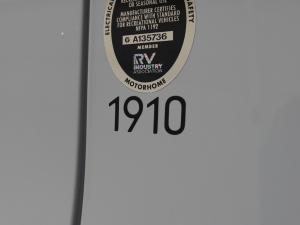 ELECTRICAL
SAFETY
OR SEASONAL USE
MANUFACTURER CERTIFIES
COMPLIANCE WITH STANDARD
FOR RECREATIONAL VEHICLES
NFPA 1192
G A135736
MEMBER
RV
INDUSTRY
ASSOCIATION
MOTORHOME
1910